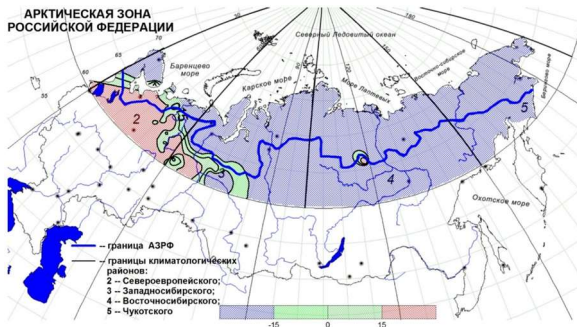 АРКТИЧЕСКАЯ ЗОНА
РОССИЙСКОЙ ФЕДЕРАЦИИ
Северный Ледовитый океан
Баренцево
море
Карское море
Море Лаптевых
Восточно-сибирское
море
Берингово море
Охотское море
180
70
65
60
55
2
3
4
5
-- граница АЗРФ
-- границы климатологических
районов:
2 -- Североевропейского;
3 -- Западносибирского;
4 -- Восточносибирского;
5 -- Чукотского
-15 0 15